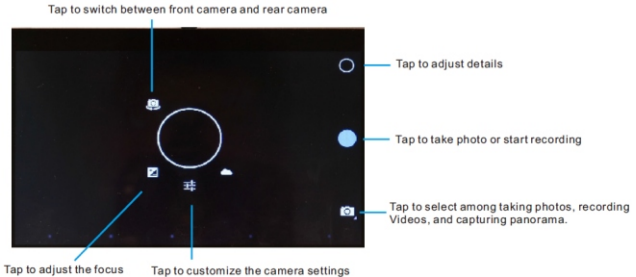 Tap to switch between front camera and rear camera
Tap to adjust details
Tap to take photo or start recording
Tap to select among taking photos, recording
Videos, and capturing panorama.
Tap to adjust the focus
Tap to customize the camera settings